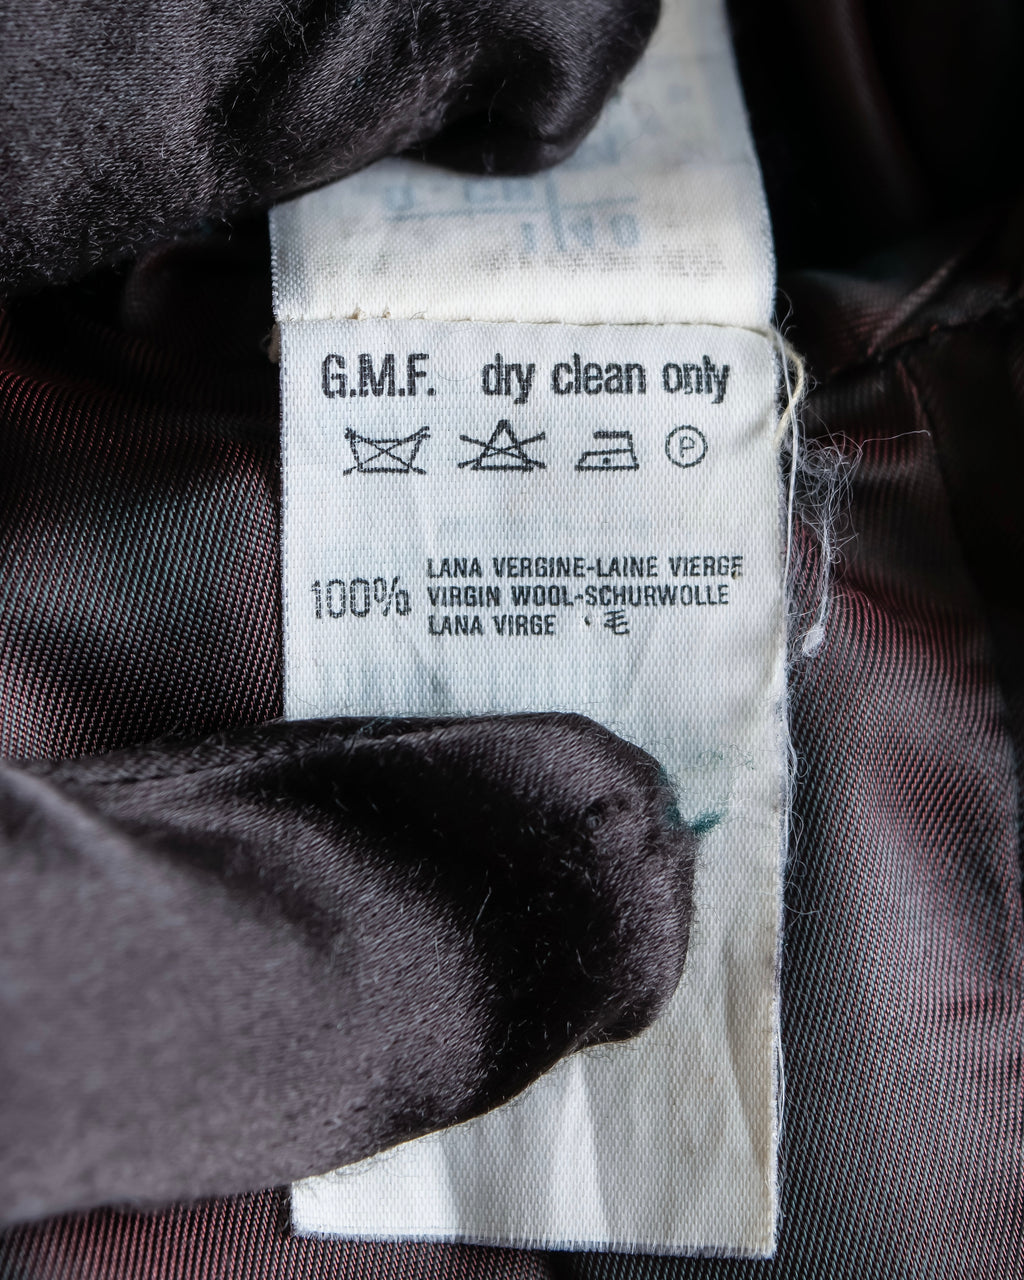 G.M.F. dry clean only
P
100%
LANA VERGINE-LAINE VIERGE
VIRGIN WOOL-SCHURWOLLE
LANA VIRGE · 毛